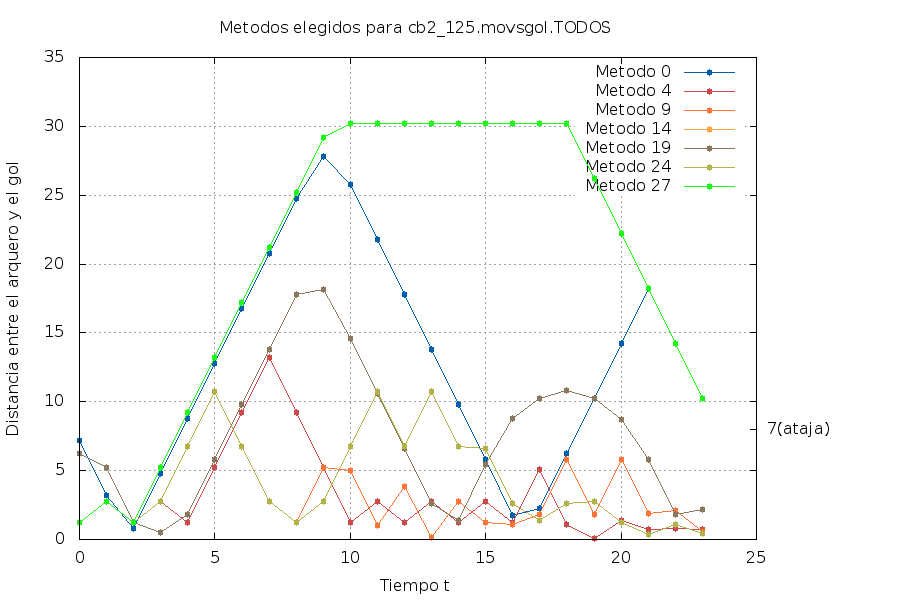 Metodos elegidos para cb2_125.movsgol.TODOS
Distancia entre el arquero y el gol
35
30
25
20
15
10
5
0
Metodo 0
Metodo 4
Metodo 9
Metodo 14
Metodo 19
Metodo 24
Metodo 27
7(ataja)
0
5
10
15
20
25
Tiempo t